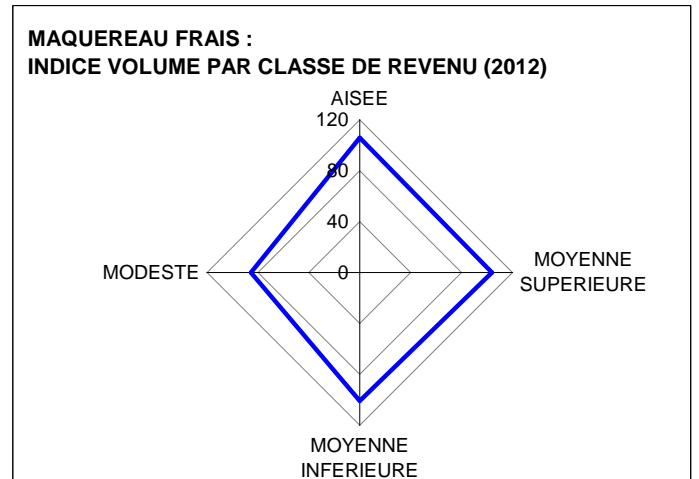 MAQUEREAU FRAIS :
INDICE VOLUME PAR CLASSE DE REVENU (2012)
AISEE
120
80
40
0
MODESTE
MOYENNE
SUPERIEURE
MOYENNE
INFERIEURE